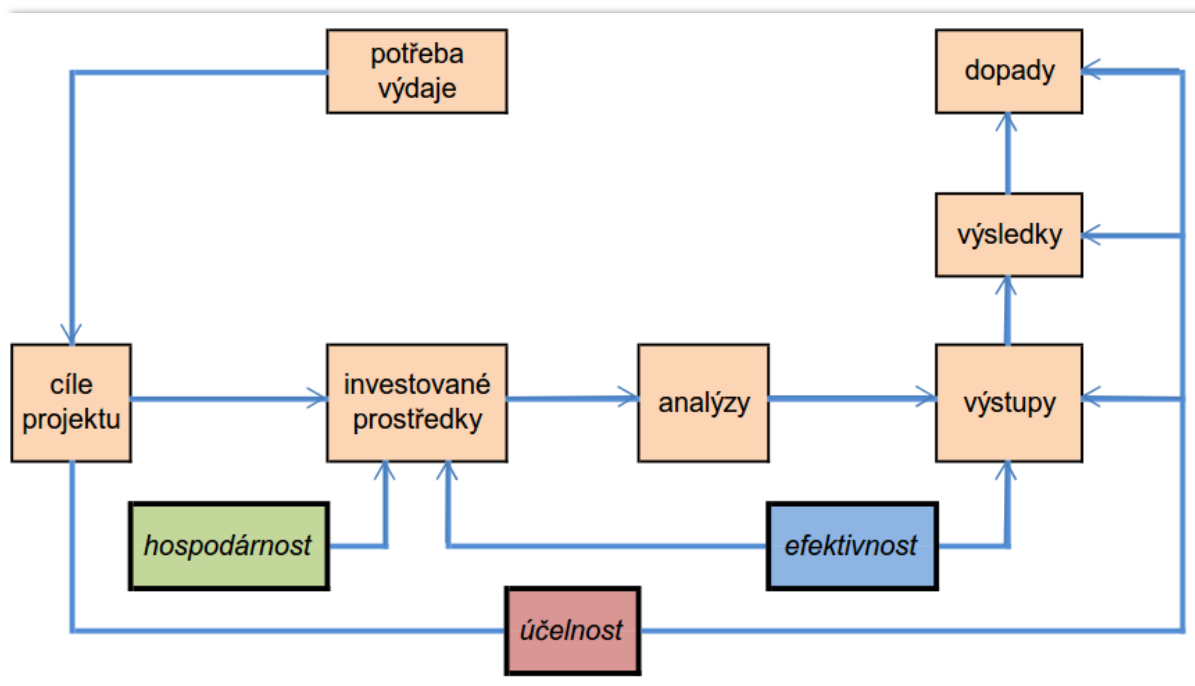 potřeba
výdaje
dopady
výsledky
cíle
projektu
investované
prostředky
analýzy
výstupy
hospodárnost
efektivnost
účelnost